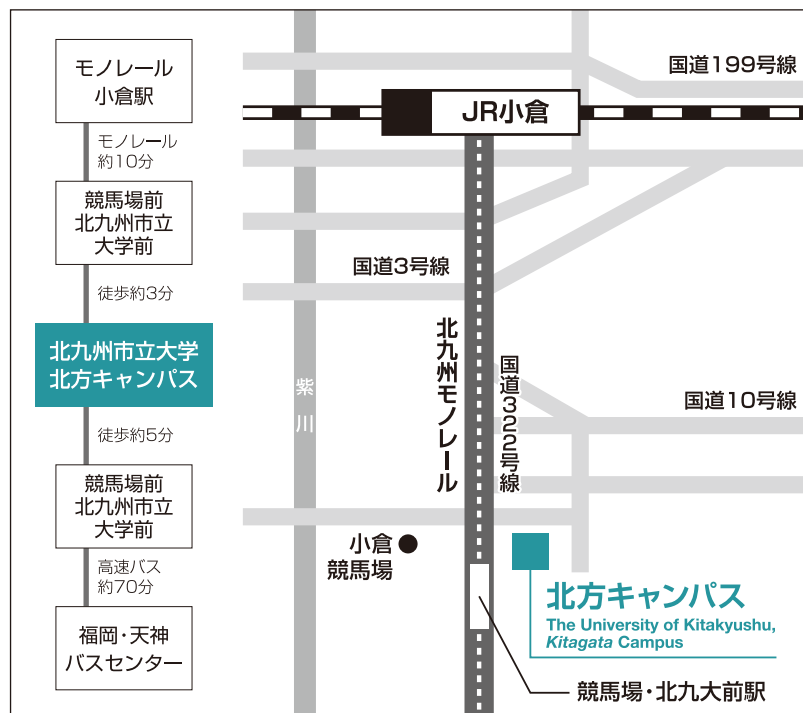 モノレール
小倉駅
モノレール
約10分
競馬場前
北九州市立
大学前
徒歩約3分
北九州市立大学
北方キャンパス
徒歩約5分
競馬場前
北九州市立
大学前
高速バス
約70分
福岡・天神
バスセンター
国道199号線
JR小倉
国道3号線
北九州モノレール
国道322号線
紫川
国道10号線
小倉
競馬場
北方キャンパス
The University of Kitakyushu,
Kitagata Campus
競馬場・北九大前駅